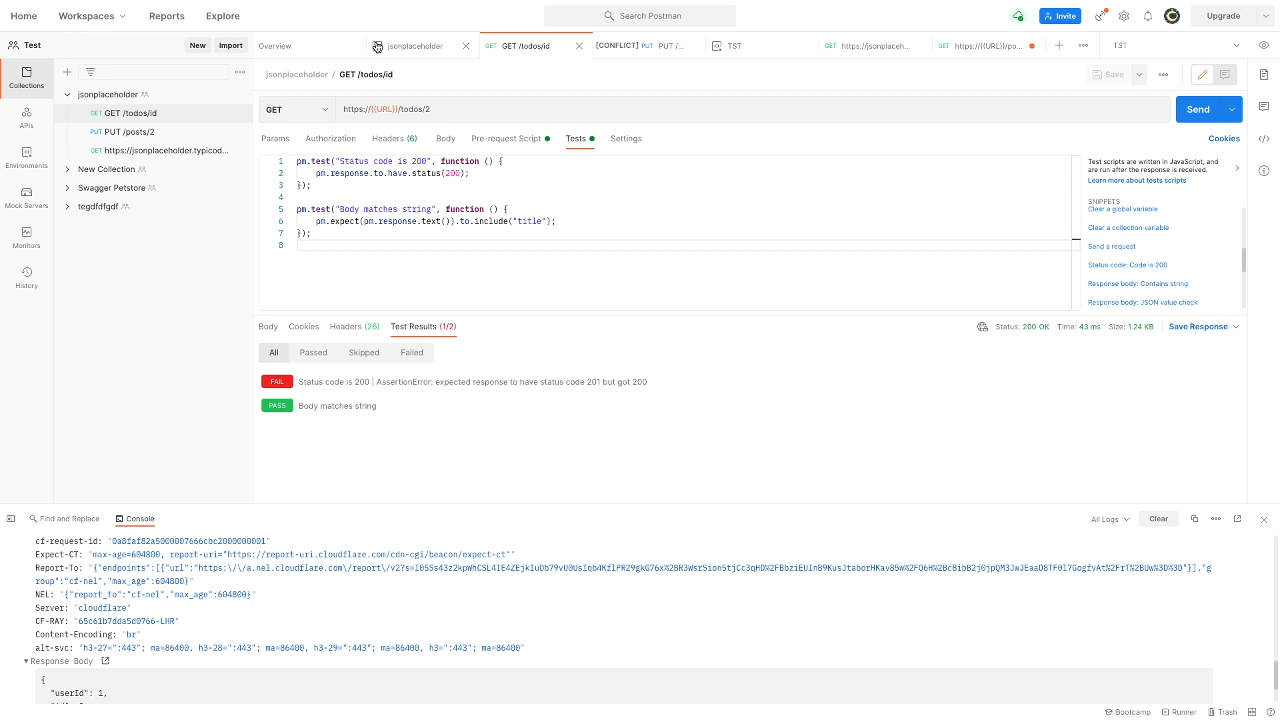 Home Workspaces Reports Explore Search Postman Invite Upgrade
Test New Import Overview jsonplaceholder GET GET /todos/id [CONFLICT] PUT PUT /... TST GET https://jsonplaceh... GET https://{{URL}}/po... TST
Collections
APIs
Environments
Mock Servers
Monitors
History
jsonplaceholder
GET GET /todos/id
PUT PUT /posts/2
GET https://jsonplaceholder.typicod...
New Collection
Swagger Petstore
tegdfdfgdf
jsonplaceholder / GET /todos/id Save
GET https://{{URL}}/todos/2 Send
Params Authorization Headers (6) Body Pre-request Script Tests Settings Cookies
1 pm.test("Status code is 200", function () {
2 pm.response.to.have.status(200);
3 });
4
5 pm.test("Body matches string", function () {
6 pm.expect(pm.response.text()).to.include("title");
7 });
8
Test scripts are written in JavaScript, and
are run after the response is received.
Learn more about tests scripts
SNIPPETS
Clear a global variable
Clear a collection variable
Send a request
Status code: Code is 200
Response body: Contains string
Response body: JSON value check
Body Cookies Headers (26) Test Results (1/2) Status: 200 OK Time: 43 ms Size: 1.24 KB Save Response
All Passed Skipped Failed
FAIL Status code is 200 | AssertionError: expected response to have status code 201 but got 200
PASS Body matches string
Find and Replace Console All Logs Clear
cf-request-id: "0a8faf82a5000007666cbc2000000001"
Expect-CT: "max-age=604800, report-uri="https://report-uri.cloudflare.com/cdn-cgi/beacon/expect-ct""
roup":"cf-nel","max_age":604800}"
NEL: "{"report_to":"cf-nel","max_age":604800}"
Server: "cloudflare"
CF-RAY: "65c61b7dda5d0766-LHR"
Content-Encoding: "br"
alt-svc: "h3-27=":443"; ma=86400, h3-28=":443"; ma=86400, h3-29=":443"; ma=86400, h3=":443"; ma=86400"
Response Body
{
"userId": 1,
Bootcamp Runner Trash